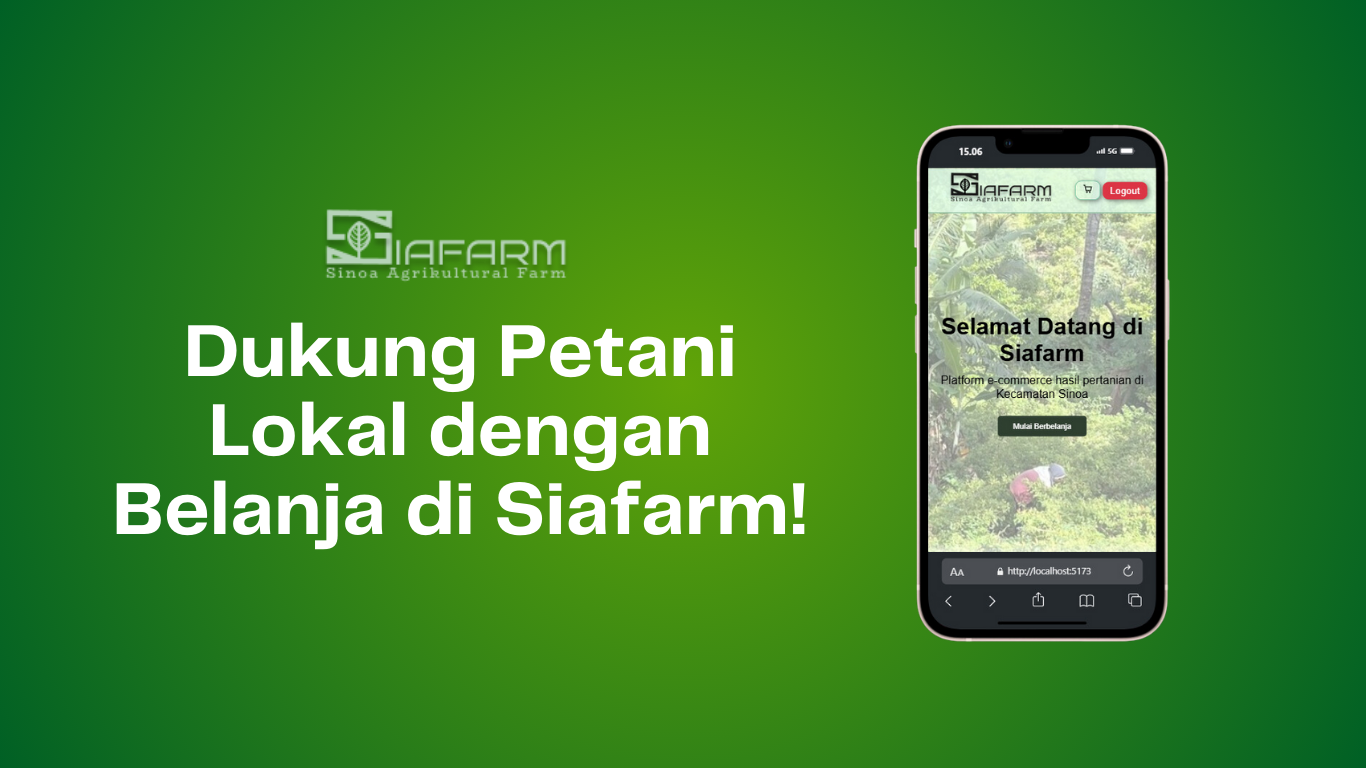 SIAFARM
Sinoa Agrikultural Farm
Dukung Petani
Lokal dengan
Belanja di Siafarm!
15.06
5G
SIAFARM
Sinoa Agrikultural Farm
Logout
Selamat Datang di
Siafarm
Platform e-commerce hasil pertanian di
Kecamatan Sinoa
Mulai Berbelanja
AA
http://localhost:5173